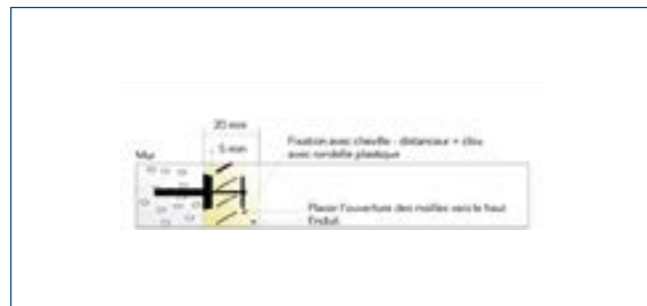 20 mm
5 mm
Mur
Fixation avec cheville - distanceur + clou
avec rondelle plastique
Placer l'ouverture des mailles vers le haut
l'enduit